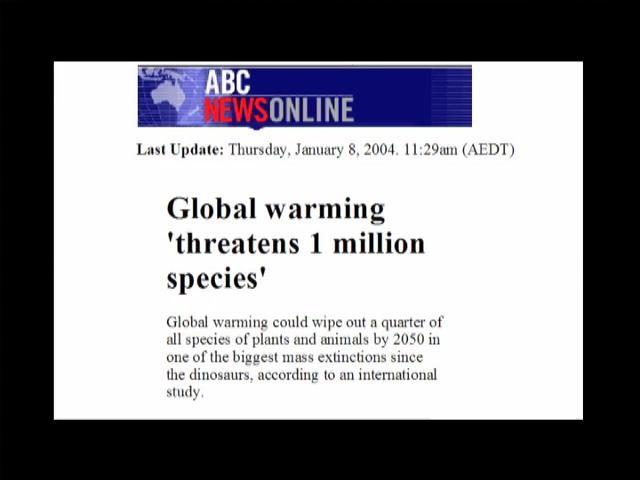 ABC
NEWSONLINE
Last Update: Thursday, January 8, 2004. 11:29am (AEDT)
Global warming
'threatens 1 million
species'
Global warming could wipe out a quarter of
all species of plants and animals by 2050 in
one of the biggest mass extinctions since
the dinosaurs, according to an international
study.